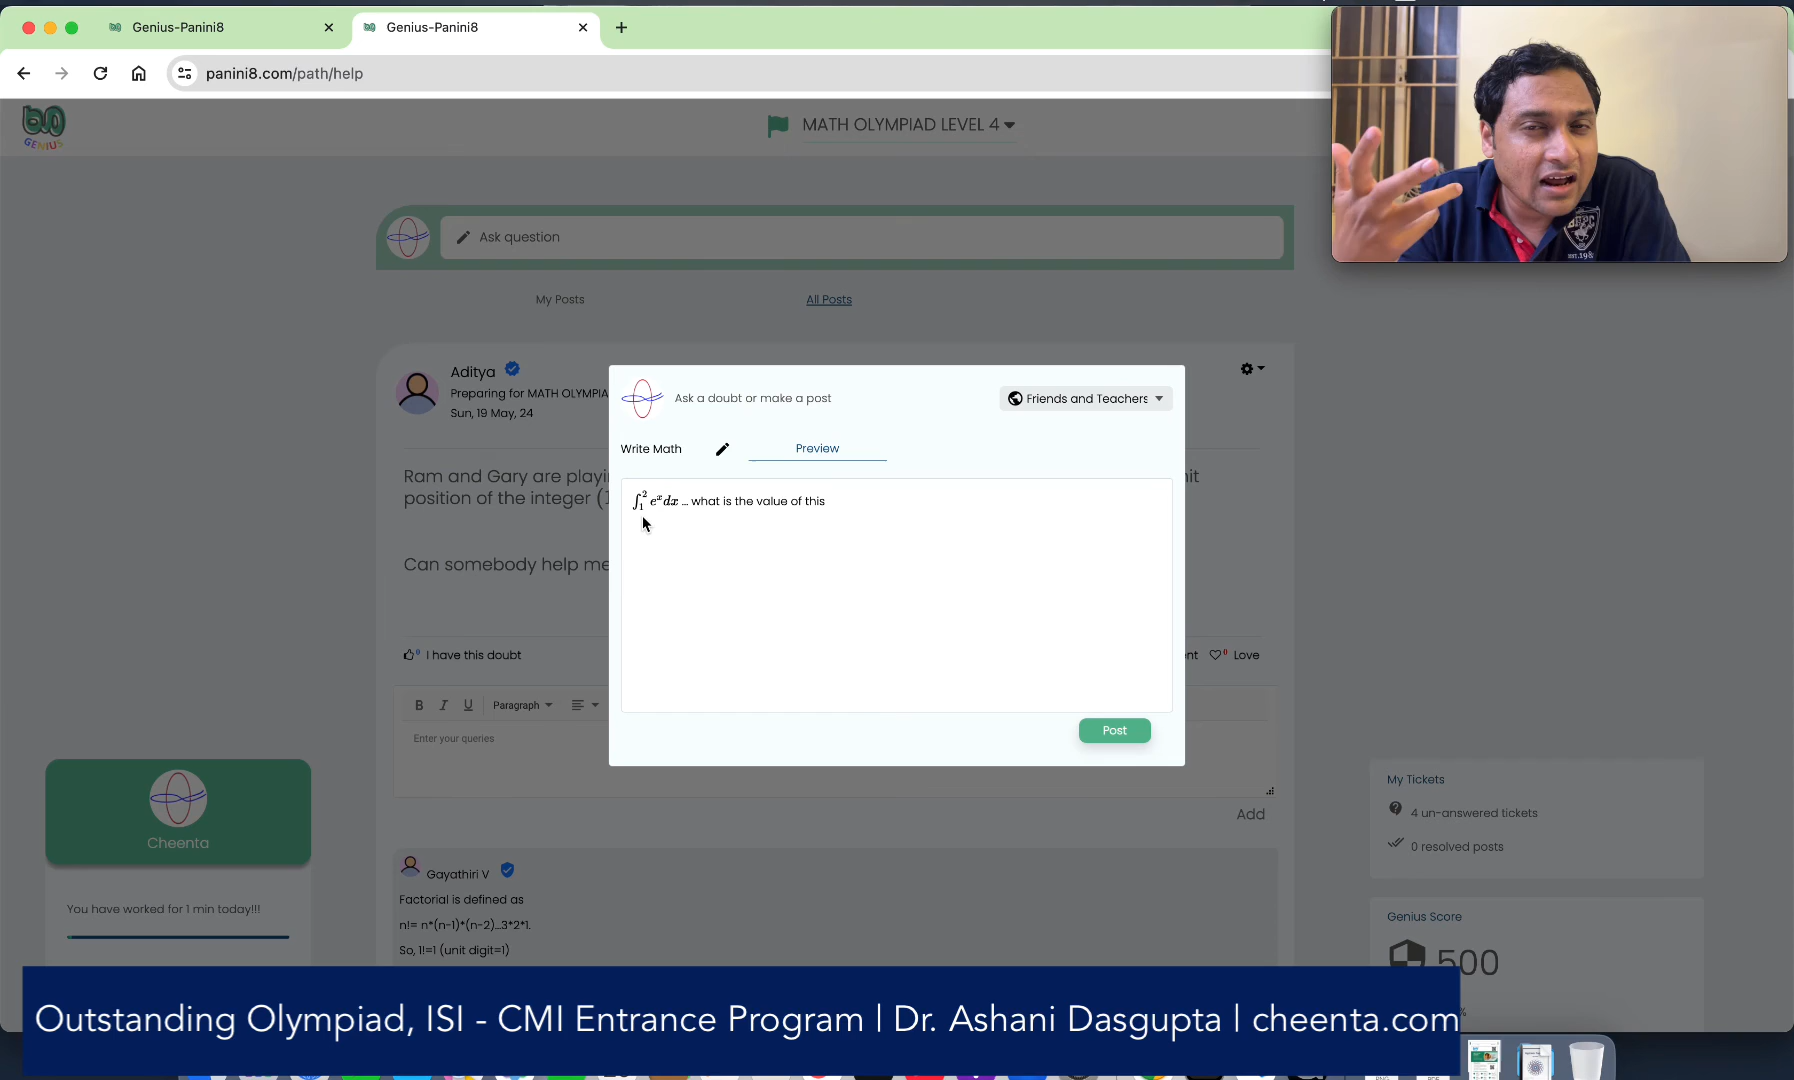 Genius-Panini8
Genius-Panini8
panini8.com/path/help
GENIUS
MATH OLYMPIAD LEVEL 4
Ask question
My Posts
All Posts
Aditya
Preparing for MATH OLYMPIA
Sun, 19 May, 24
Ram and Gary are playi
nit
position of the integer (1
Can somebody help me
I have this doubt
nt
0 Love
B I U Paragraph
Enter your queries
Add
Ask a doubt or make a post
Friends and Teachers
Write Math
Preview
∫₁² eˣdx ... what is the value of this
Post
Cheenta
You have worked for 1 min today!!!
Gayathiri V
Factorial is defined as
n!= n*(n-1)*(n-2)...3*2*1.
So, 1!=1 (unit digit=1)
My Tickets
4 un-answered tickets
0 resolved posts
Genius Score
500
%
Outstanding Olympiad, ISI - CMI Entrance Program | Dr. Ashani Dasgupta | cheenta.com